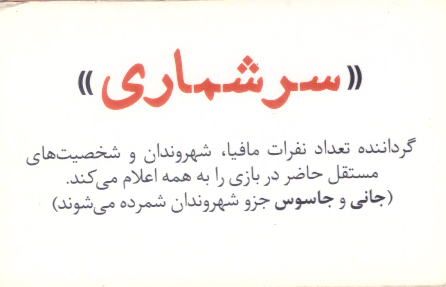 «سرشماری»
گرداننده تعداد نفرات مافیا، شهروندان و شخصیت‌های
مستقل حاضر در بازی را به همه اعلام می‌کند.
(جانی و جاسوس جزو شهروندان شمرده می‌شوند)